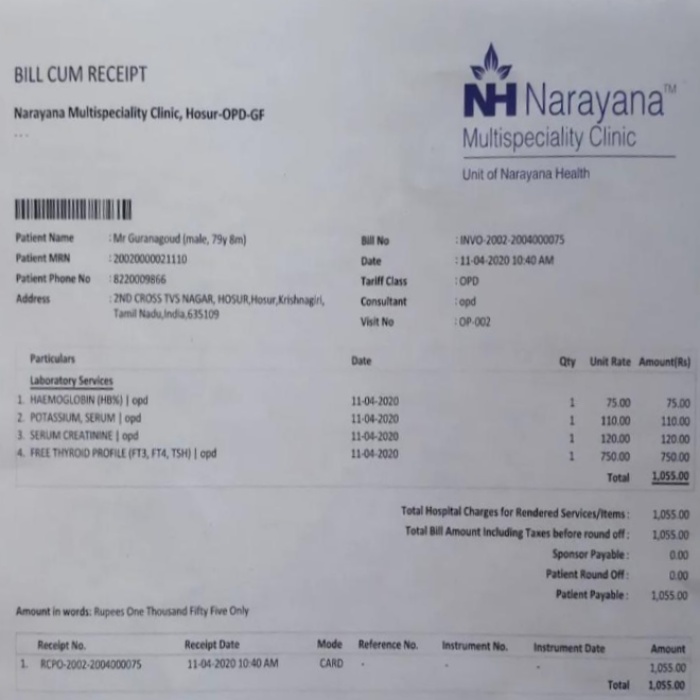 BILL CUM RECEIPT
Narayana Multispeciality Clinic, Hosur-OPD-GF
...
NH Narayana TM
Multispeciality Clinic
Unit of Narayana Health
Patient Name : Mr Guranagoud (male, 79y 8m)
Patient MRN : 20020000021110
Patient Phone No : 8220009866
Address : 2ND CROSS TVS NAGAR, HOSUR,Hosur,Krishnagiri,
Tamil Nadu,India,635109
Bill No : INVO-2002-2004000075
Date : 11-04-2020 10:40 AM
Tariff Class : OPD
Consultant : opd
Visit No : OP-002
Particulars Date Qty Unit Rate Amount(Rs)
Laboratory Services
1. HAEMOGLOBIN (HB%) | opd 11-04-2020 1 75.00 75.00
2. POTASSIUM, SERUM | opd 11-04-2020 1 110.00 110.00
3. SERUM CREATININE | opd 11-04-2020 1 120.00 120.00
4. FREE THYROID PROFILE (FT3, FT4, TSH) | opd 11-04-2020 1 750.00 750.00
Total 1,055.00
Total Hospital Charges for Rendered Services/Items : 1,055.00
Total Bill Amount Including Taxes before round off : 1,055.00
Sponsor Payable : 0.00
Patient Round Off : 0.00
Patient Payable : 1,055.00
Amount in words: Rupees One Thousand Fifty Five Only
Receipt No. Receipt Date Mode Reference No. Instrument No. Instrument Date Amount
1. RCPO-2002-2004000075 11-04-2020 10:40 AM CARD - - - 1,055.00
Total 1,055.00